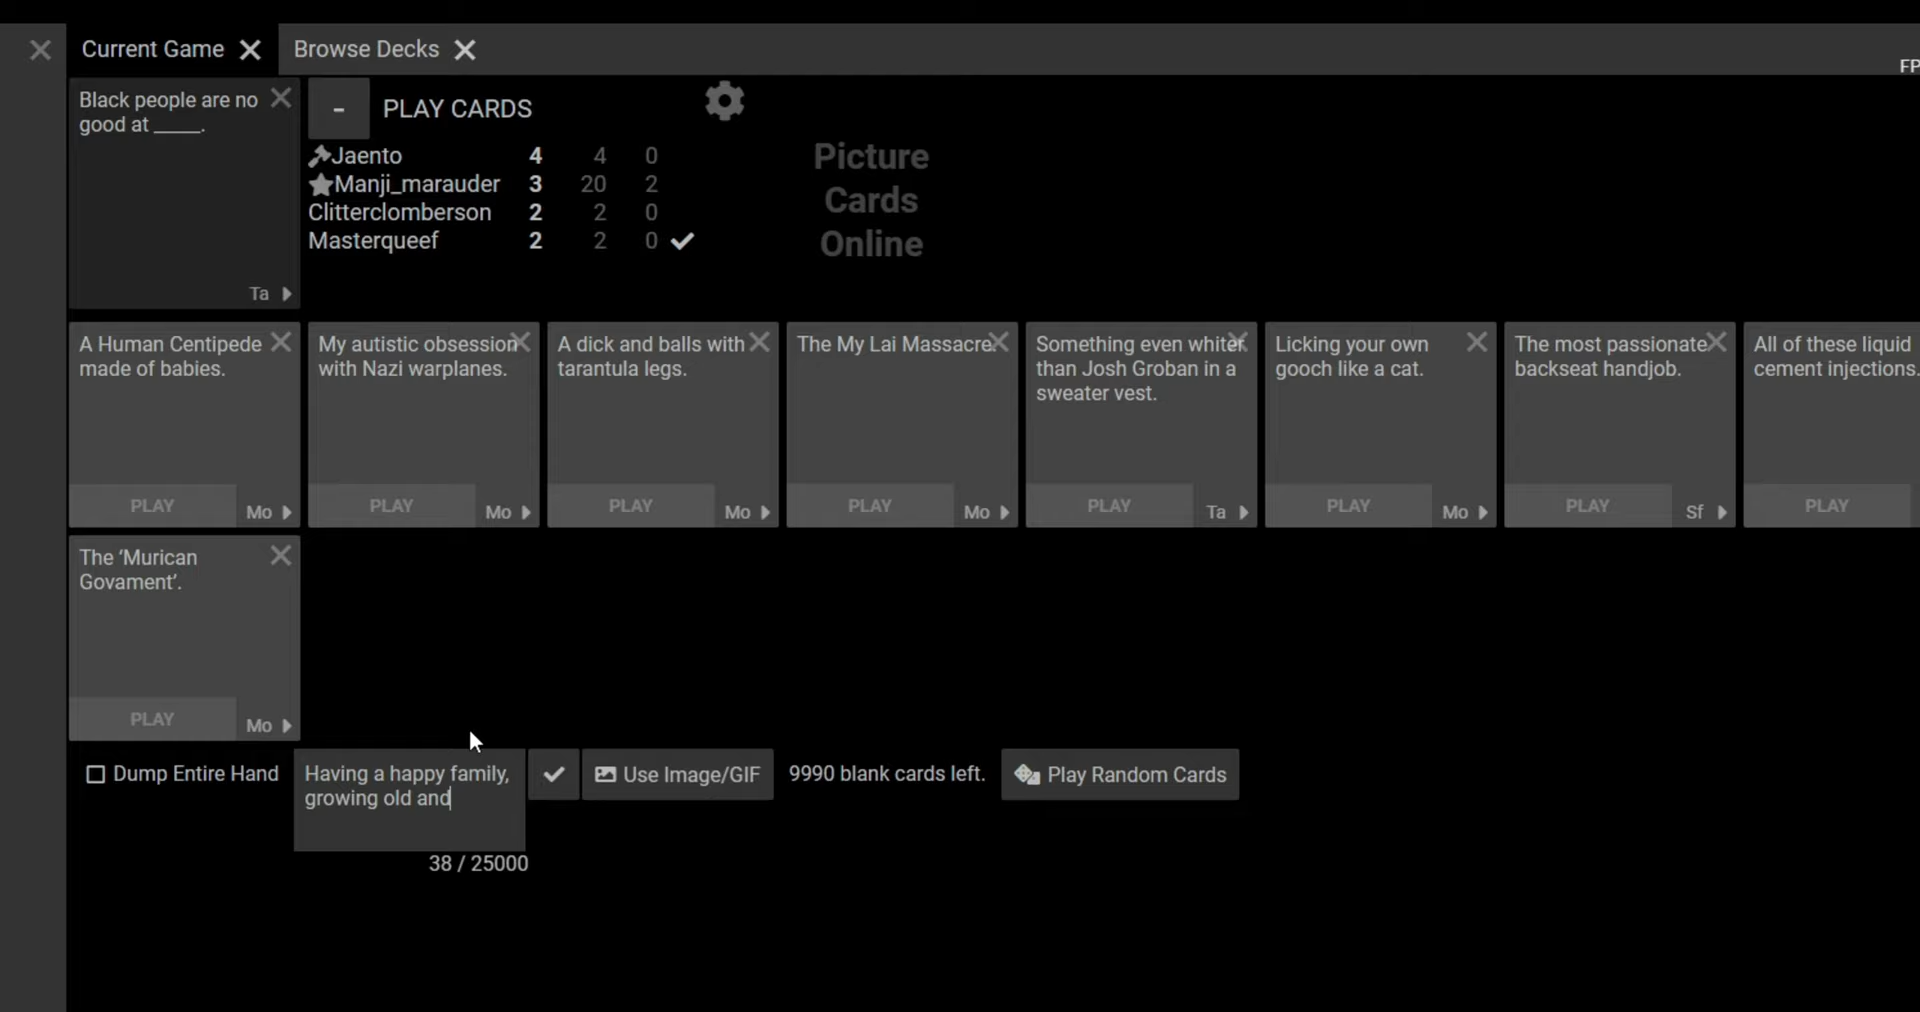 Current Game
Browse Decks
FP
Black people are no
good at _____.
Ta
-
PLAY CARDS
Jaento 4 4 0
Manji_marauder 3 20 2
Clitterclomberson 2 2 0
Masterqueef 2 2 0
Picture
Cards
Online
A Human Centipede
made of babies.
PLAY
Mo
My autistic obsession
with Nazi warplanes.
PLAY
Mo
A dick and balls with
tarantula legs.
PLAY
Mo
The My Lai Massacre.
PLAY
Mo
Something even whiter
than Josh Groban in a
sweater vest.
PLAY
Ta
Licking your own
gooch like a cat.
PLAY
Mo
The most passionate
backseat handjob.
PLAY
Sf
All of these liquid
cement injections.
PLAY
The ‘Murican
Govament’.
PLAY
Mo
Dump Entire Hand
Having a happy family,
growing old and
38 / 25000
Use Image/GIF
9990 blank cards left.
Play Random Cards